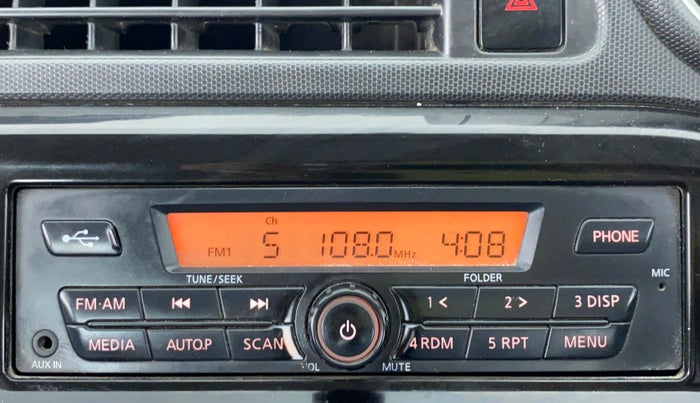 Ch
FM1 5 108.0 MHz 4:08
PHONE
TUNE/SEEK FOLDER MIC
FM·AM 1 < 2 > 3 DISP
MEDIA AUTO.P SCAN 4 RDM 5 RPT MENU
AUX IN VOL MUTE